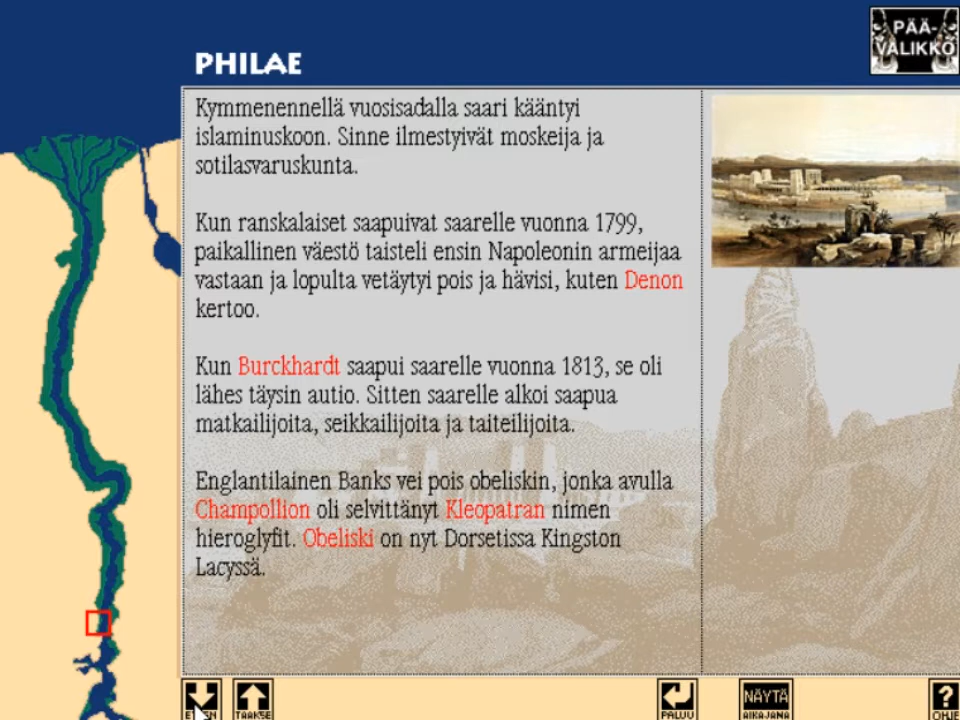 PÄÄ-
VALIKKO
PHILAE
Kymmenennellä vuosisadalla saari kääntyi
islaminuskoon. Sinne ilmestyivät moskeija ja
sotilasvaruskunta.
Kun ranskalaiset saapuivat saarelle vuonna 1799,
paikallinen väestö taisteli ensin Napoleonin armeijaa
vastaan ja lopulta vetäytyi pois ja hävisi, kuten Denon
kertoo.
Kun Burckhardt saapui saarelle vuonna 1813, se oli
lähes täysin autio. Sitten saarelle alkoi saapua
matkailijoita, seikkailijoita ja taiteilijoita.
Englantilainen Banks vei pois obeliskin, jonka avulla
Champollion oli selvittänyt Kleopatran nimen
hieroglyfit. Obeliski on nyt Dorsetissa Kingston
Lacyssä.
TAAKSE
PALUU
NÄYTÄ
AIKAJANA
?